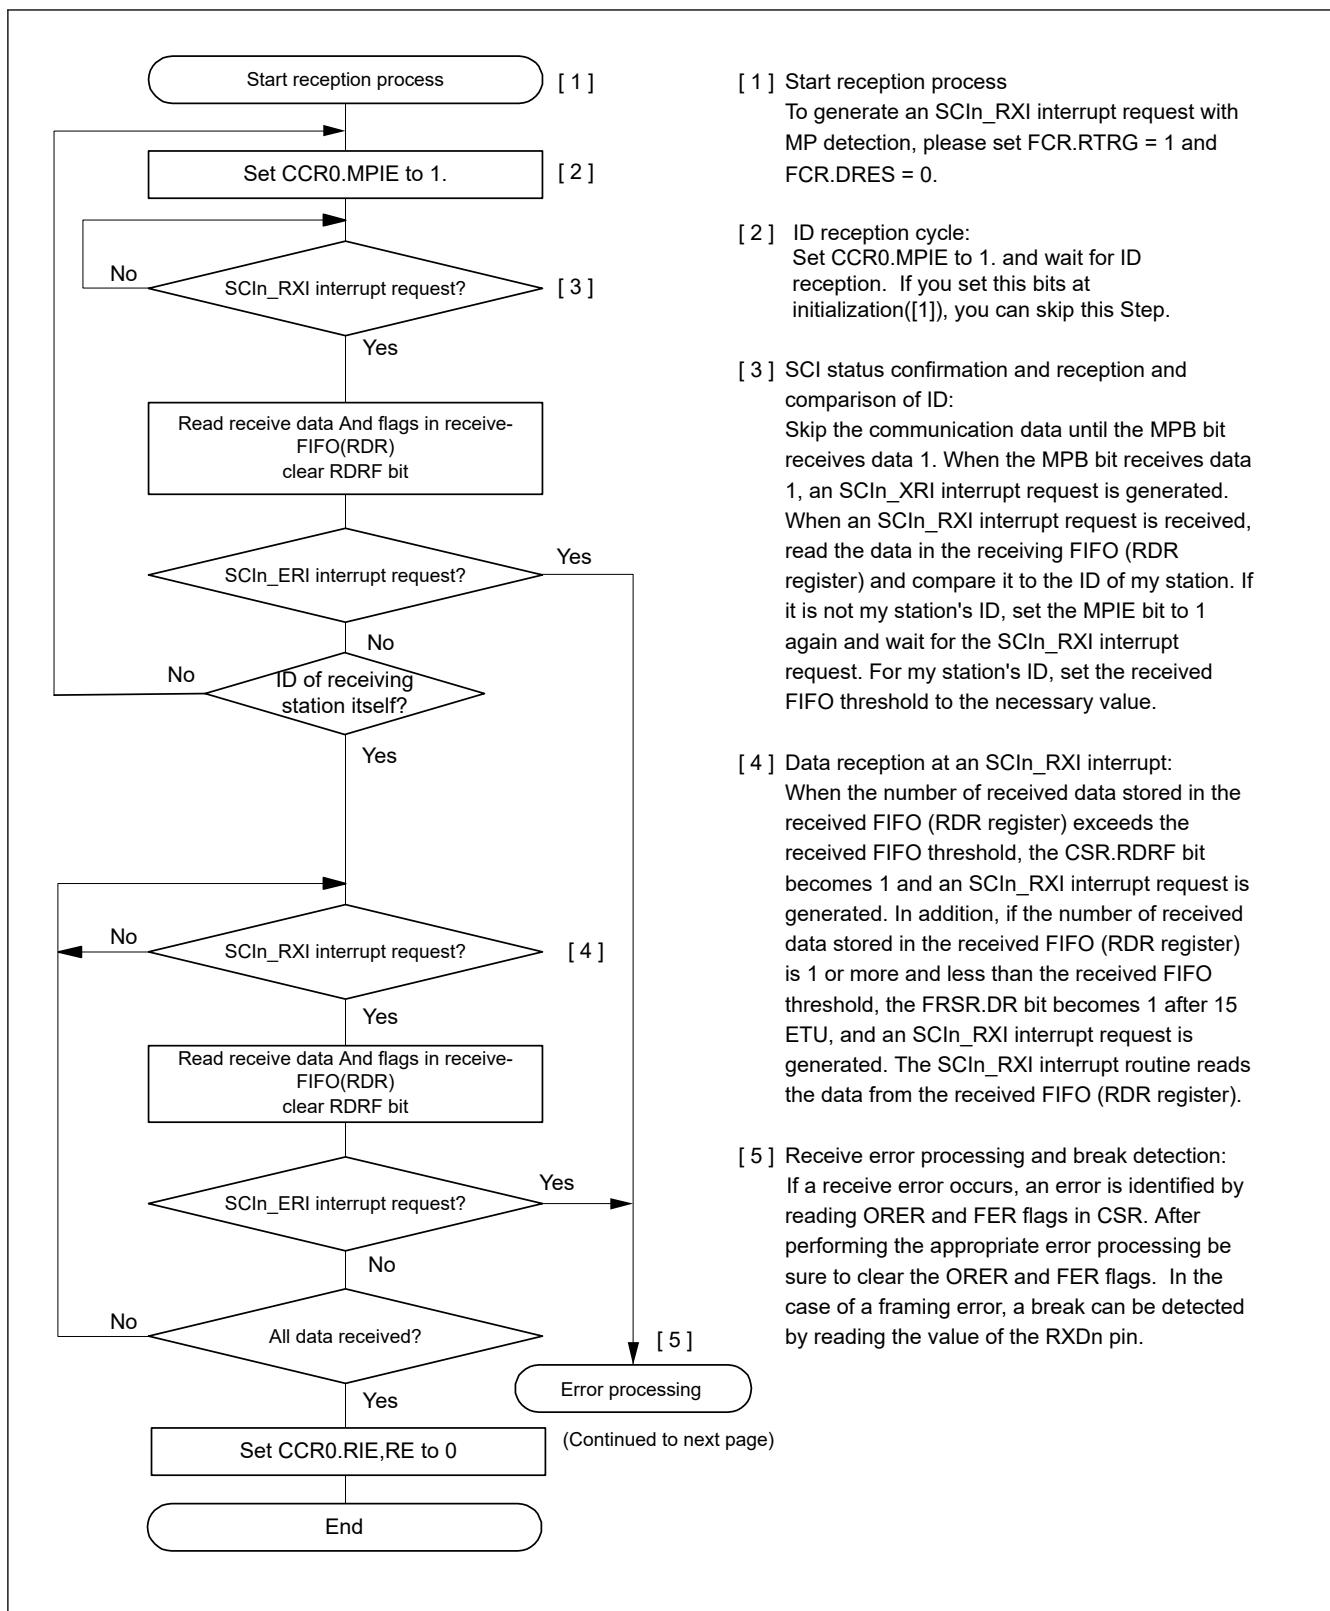 Start reception process
[ 1 ]
Set CCR0.MPIE to 1.
[ 2 ]
No
SCIn_RXI interrupt request?
[ 3 ]
Yes
Read receive data And flags in receive-
FIFO(RDR)
clear RDRF bit
SCIn_ERI interrupt request?
Yes
No
No
ID of receiving
station itself?
Yes
No
SCIn_RXI interrupt request?
[ 4 ]
Yes
Read receive data And flags in receive-
FIFO(RDR)
clear RDRF bit
SCIn_ERI interrupt request?
Yes
No
No
All data received?
[ 5 ]
Yes
Error processing
(Continued to next page)
Set CCR0.RIE,RE to 0
End
[ 1 ] Start reception process
To generate an SCIn_RXI interrupt request with
MP detection, please set FCR.RTRG = 1 and
FCR.DRES = 0.
[ 2 ] ID reception cycle:
Set CCR0.MPIE to 1. and wait for ID
reception. If you set this bits at
initialization([1]), you can skip this Step.
[ 3 ] SCI status confirmation and reception and
comparison of ID:
Skip the communication data until the MPB bit
receives data 1. When the MPB bit receives data
1, an SCIn_XRI interrupt request is generated.
When an SCIn_RXI interrupt request is received,
read the data in the receiving FIFO (RDR
register) and compare it to the ID of my station. If
it is not my station's ID, set the MPIE bit to 1
again and wait for the SCIn_RXI interrupt
request. For my station's ID, set the received
FIFO threshold to the necessary value.
[ 4 ] Data reception at an SCIn_RXI interrupt:
When the number of received data stored in the
received FIFO (RDR register) exceeds the
received FIFO threshold, the CSR.RDRF bit
becomes 1 and an SCIn_RXI interrupt request is
generated. In addition, if the number of received
data stored in the received FIFO (RDR register)
is 1 or more and less than the received FIFO
threshold, the FRSR.DR bit becomes 1 after 15
ETU, and an SCIn_RXI interrupt request is
generated. The SCIn_RXI interrupt routine reads
the data from the received FIFO (RDR register).
[ 5 ] Receive error processing and break detection:
If a receive error occurs, an error is identified by
reading ORER and FER flags in CSR. After
performing the appropriate error processing be
sure to clear the ORER and FER flags. In the
case of a framing error, a break can be detected
by reading the value of the RXDn pin.